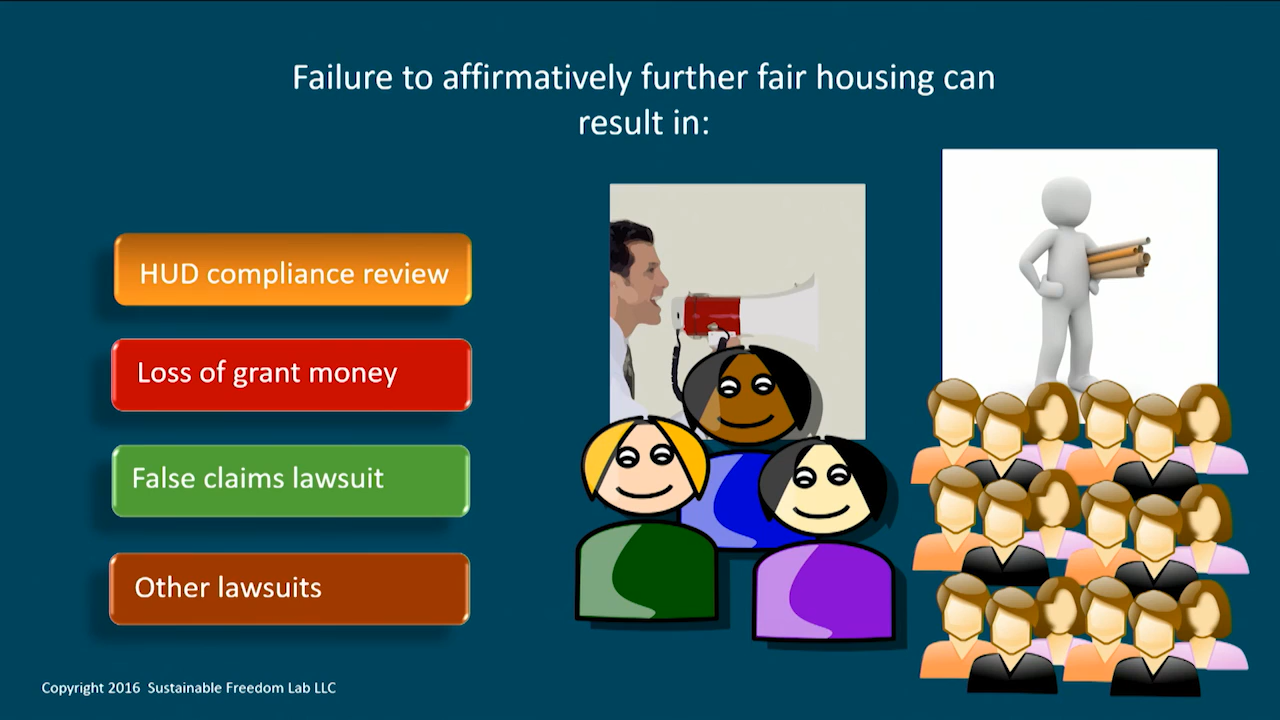 Failure to affirmatively further fair housing can
result in:
HUD compliance review
Loss of grant money
False claims lawsuit
Other lawsuits
Copyright 2016 Sustainable Freedom Lab LLC